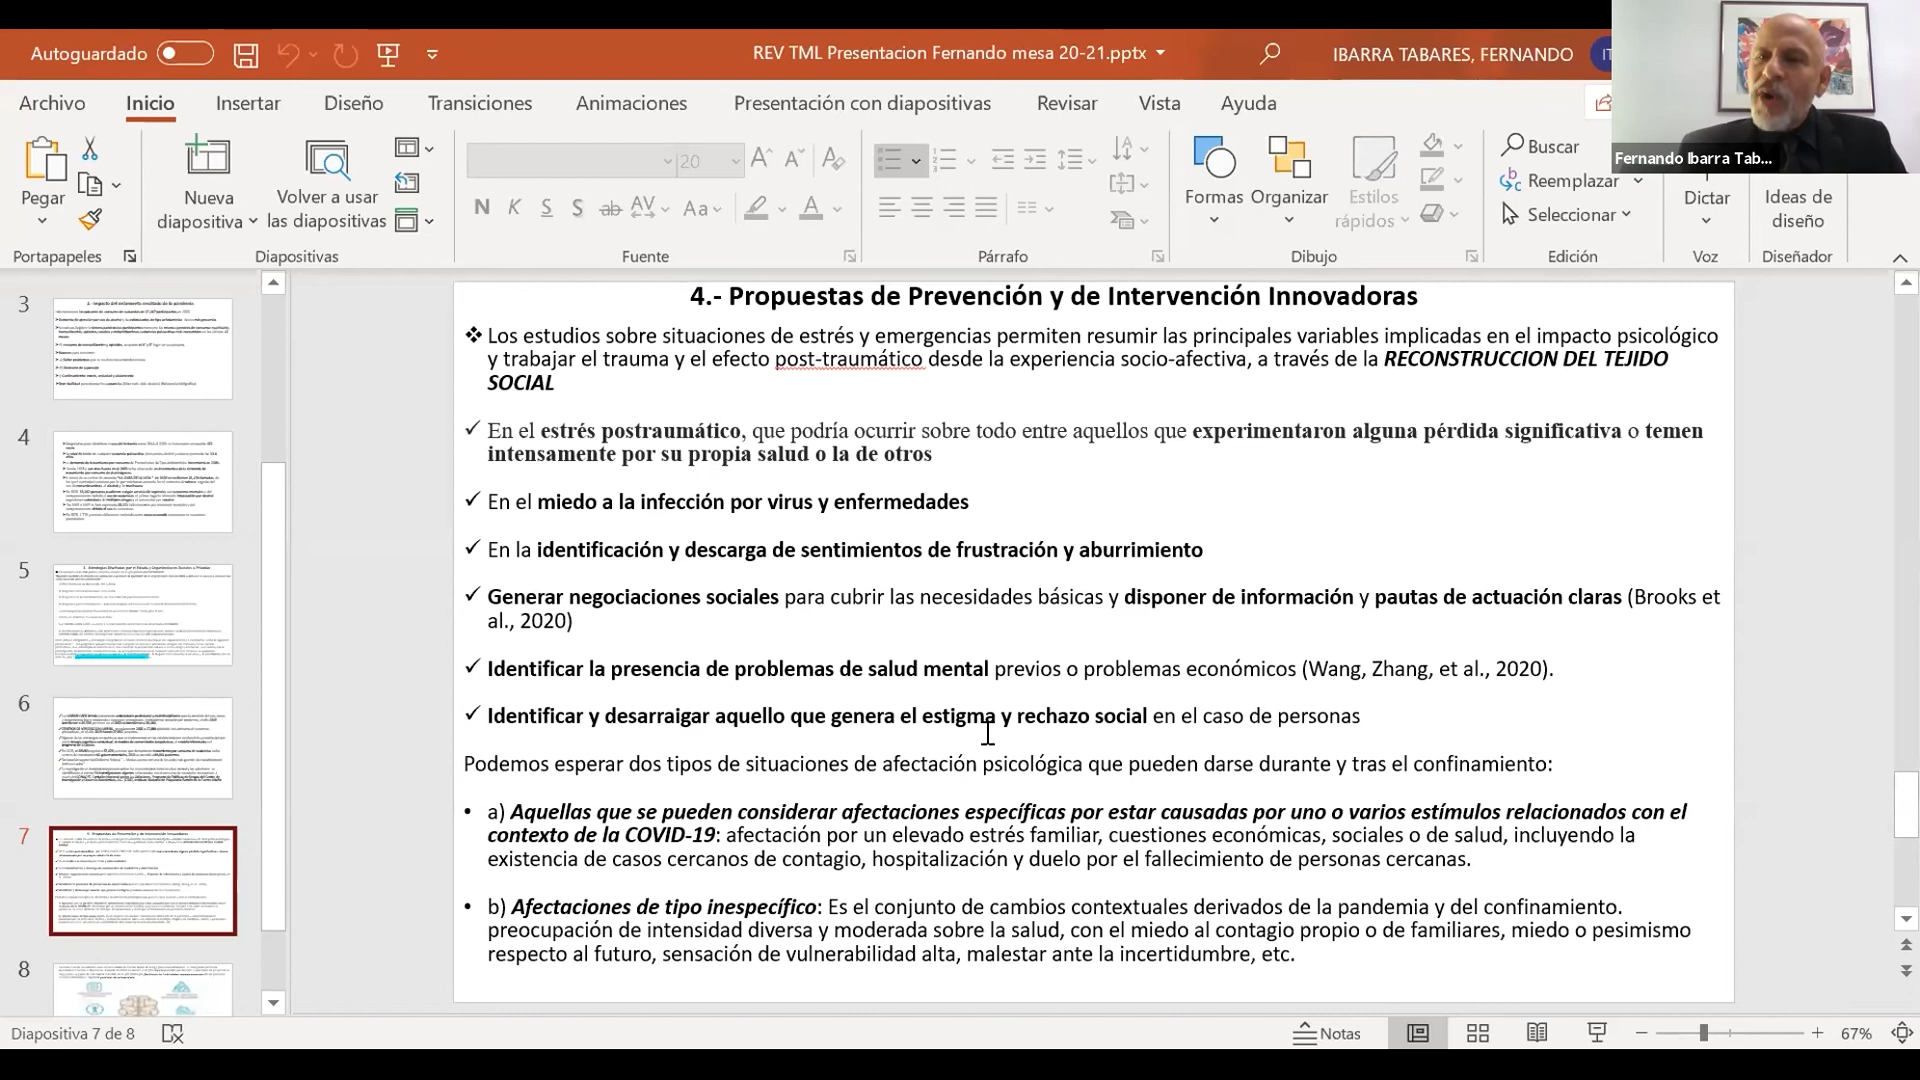 Autoguardado
REV TML Presentacion Fernando mesa 20-21.pptx
IBARRA TABARES, FERNANDO
Archivo Inicio Insertar Diseño Transiciones Animaciones Presentación con diapositivas Revisar Vista Ayuda
Fernando Ibarra Tab...
Pegar
Nueva diapositiva
Volver a usar las diapositivas
20
N K S S ab AV Aa A
Formas Organizar Estilos rápidos
Buscar
Reemplazar
Seleccionar
Dictar
Ideas de diseño
Portapapeles Diapositivas Fuente Párrafo Dibujo Edición Voz Diseñador
3
4
5
6
7
8
4.- Propuestas de Prevención y de Intervención Innovadoras
❖ Los estudios sobre situaciones de estrés y emergencias permiten resumir las principales variables implicadas en el impacto psicológico
y trabajar el trauma y el efecto post-traumático desde la experiencia socio-afectiva, a través de la RECONSTRUCCION DEL TEJIDO
SOCIAL
✓ En el estrés postraumático, que podría ocurrir sobre todo entre aquellos que experimentaron alguna pérdida significativa o temen
intensamente por su propia salud o la de otros
✓ En el miedo a la infección por virus y enfermedades
✓ En la identificación y descarga de sentimientos de frustración y aburrimiento
✓ Generar negociaciones sociales para cubrir las necesidades básicas y disponer de información y pautas de actuación claras (Brooks et
al., 2020)
✓ Identificar la presencia de problemas de salud mental previos o problemas económicos (Wang, Zhang, et al., 2020).
✓ Identificar y desarraigar aquello que genera el estigma y rechazo social en el caso de personas
Podemos esperar dos tipos de situaciones de afectación psicológica que pueden darse durante y tras el confinamiento:
• a) Aquellas que se pueden considerar afectaciones específicas por estar causadas por uno o varios estímulos relacionados con el
contexto de la COVID-19: afectación por un elevado estrés familiar, cuestiones económicas, sociales o de salud, incluyendo la
existencia de casos cercanos de contagio, hospitalización y duelo por el fallecimiento de personas cercanas.
• b) Afectaciones de tipo inespecífico: Es el conjunto de cambios contextuales derivados de la pandemia y del confinamiento.
preocupación de intensidad diversa y moderada sobre la salud, con el miedo al contagio propio o de familiares, miedo o pesimismo
respecto al futuro, sensación de vulnerabilidad alta, malestar ante la incertidumbre, etc.
Diapositiva 7 de 8
Notas
67%